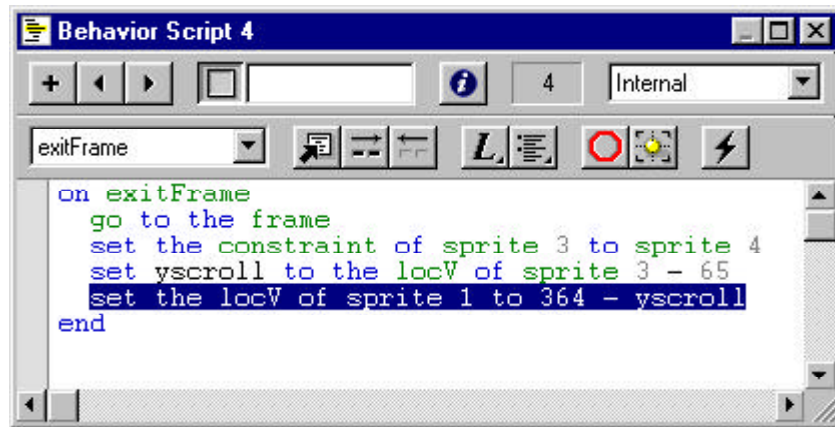 Behavior Script 4
4
Internal
exitFrame
L
on exitFrame
go to the frame
set the constraint of sprite 3 to sprite 4
set yscroll to the locV of sprite 3 - 65
set the locV of sprite 1 to 364 - yscroll
end